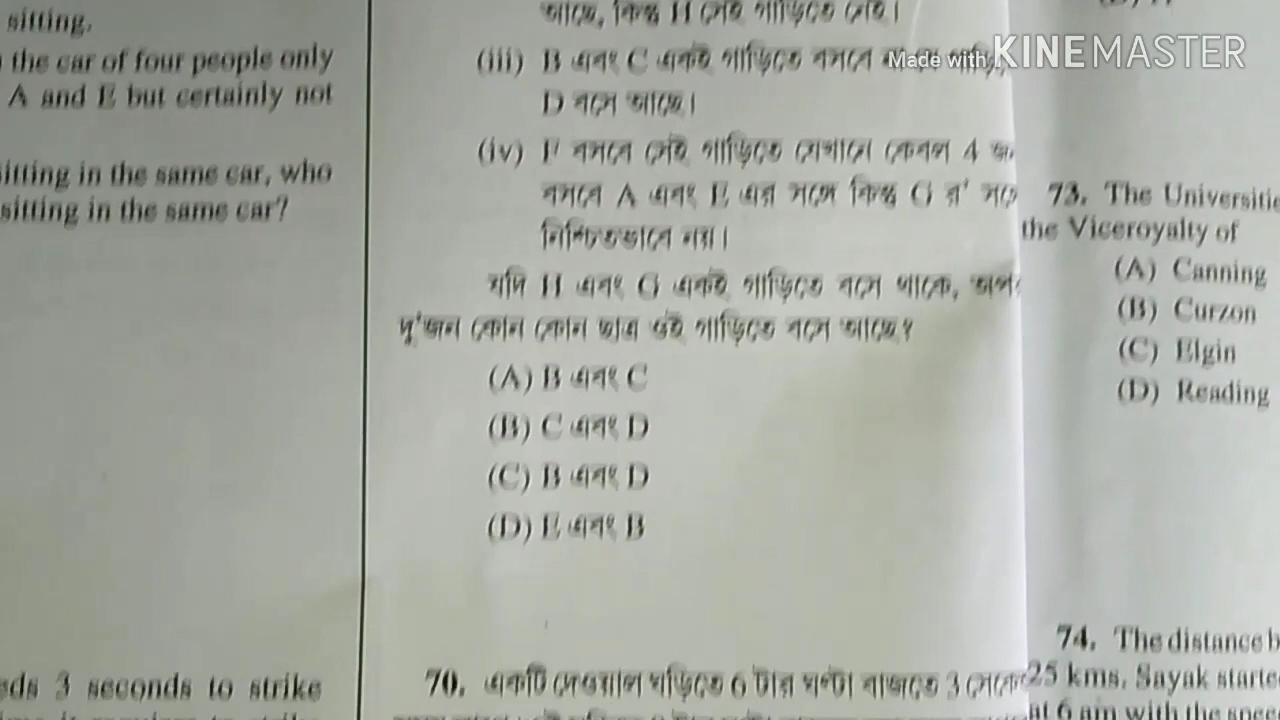 sitting.
the car of four people only
A and E but certainly not
sitting in the same car, who
sitting in the same car?
eds 3 seconds to strike
আছে, কিন্তু H সেই গাড়িতে নেই।
(iii) B এবং C একই গাড়িতে বসবে
D বসে আছে।
(iv) F বসবে সেই গাড়িতে যেখানে কেবল 4
বসবে A এবং E এর সঙ্গে কিন্তু G র'
নিশ্চিতভাবে নয়।
যদি H এবং G একই গাড়িতে বসে থাকে, অপর
দু'জন কোন কোন ছাত্র ওই গাড়িতে বসে আছে?
(A) B এবং C
(B) C এবং D
(C) B এবং D
(D) E এবং B
70. একটি দেওয়াল ঘড়িতে 6 টার ঘণ্টা বাজতে 3
Made with KINEMASTER
73. The Universitie
the Viceroyalty of
(A) Canning
(B) Curzon
(C) Elgin
(D) Reading
74. The distance b
25 kms. Sayak starte
at 6 am with the spee